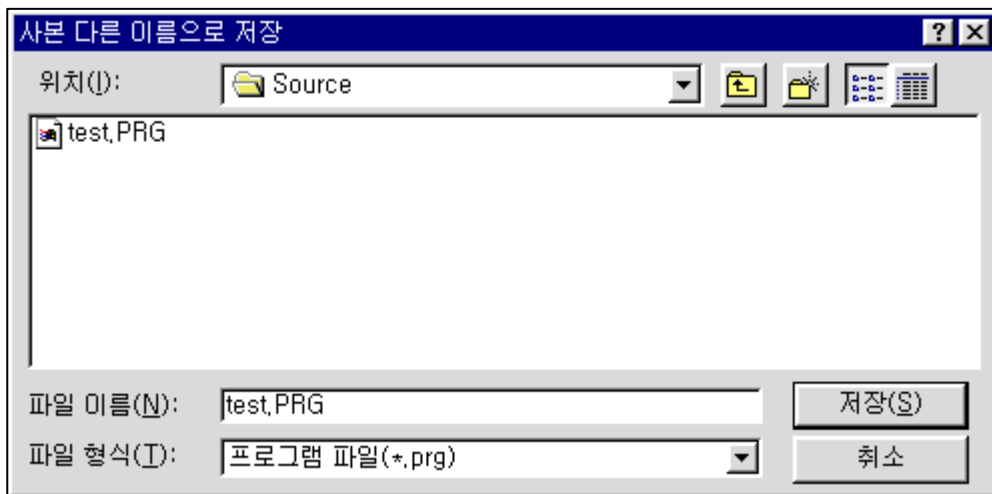 사본 다른 이름으로 저장
위치(I): Source
test.PRG
파일 이름(N): test.PRG 저장(S)
파일 형식(T): 프로그램 파일(*.prg) 취소